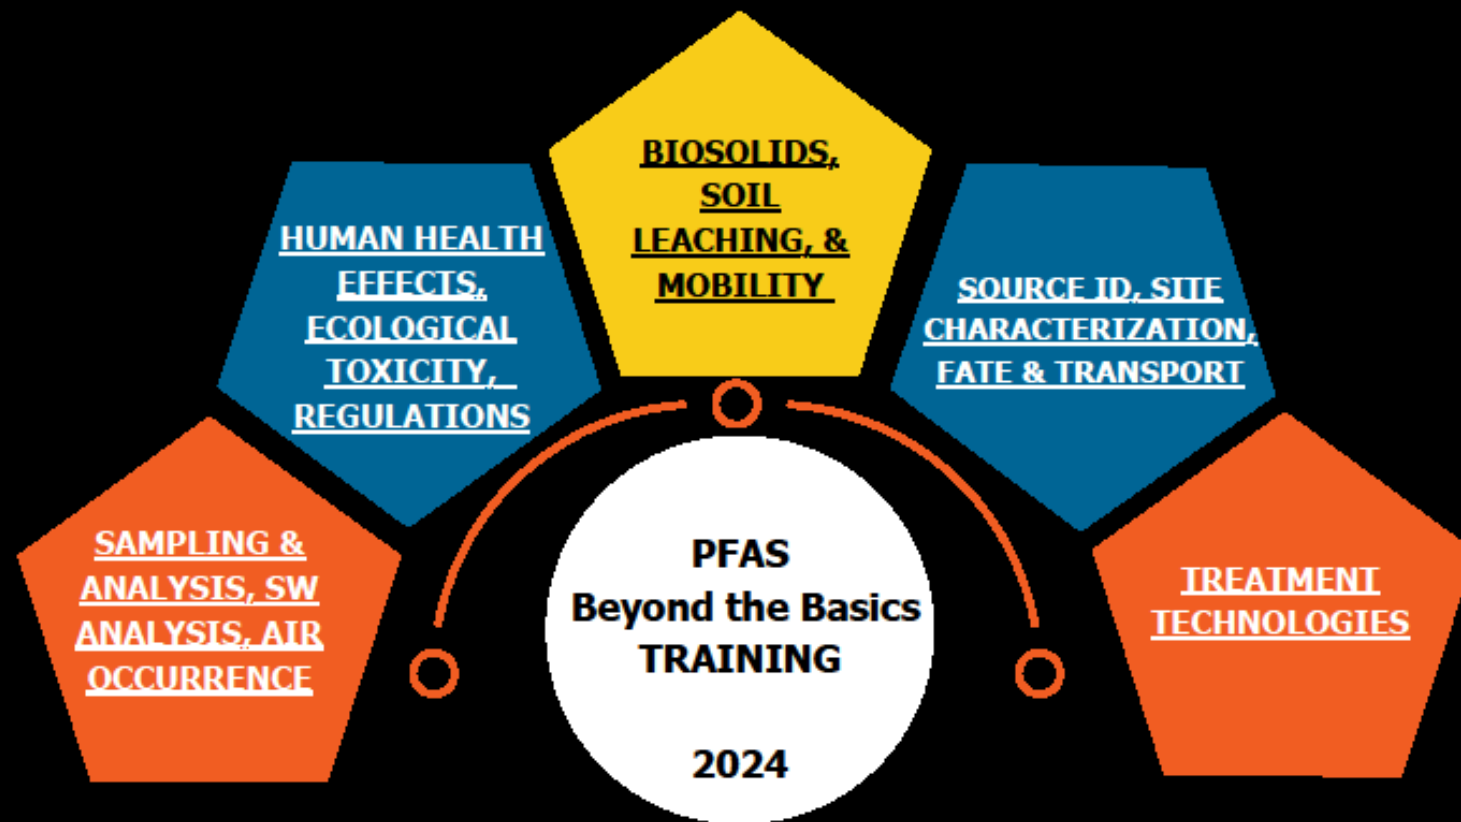 BIOSOLIDS,
SOIL
LEACHING, &
MOBILITY
HUMAN HEALTH
EFFECTS,
ECOLOGICAL
TOXICITY,
REGULATIONS
SOURCE ID, SITE
CHARACTERIZATION,
FATE & TRANSPORT
SAMPLING &
ANALYSIS, SW
ANALYSIS, AIR
OCCURRENCE
PFAS
Beyond the Basics
TRAINING
2024
TREATMENT
TECHNOLOGIES